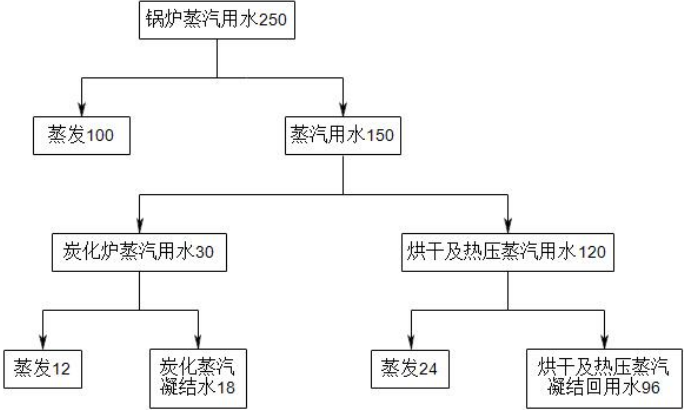 锅炉蒸汽用水250
蒸发100
蒸汽用水150
炭化炉蒸汽用水30
烘干及热压蒸汽用水120
蒸发12
炭化蒸汽
凝结水18
蒸发24
烘干及热压蒸汽
凝结回用水96